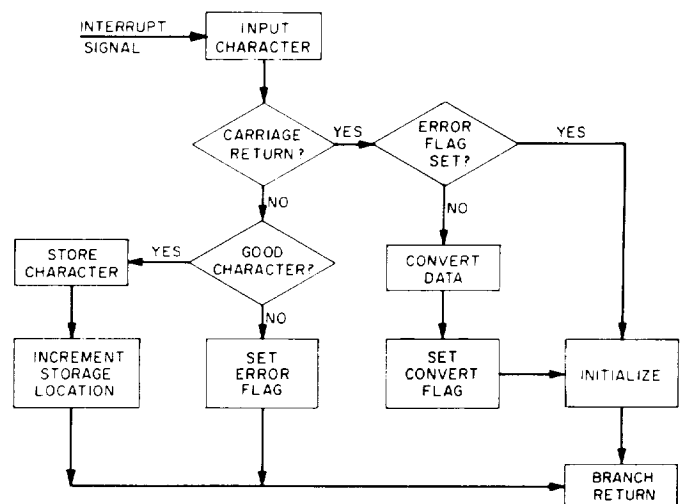 INTERRUPT
SIGNAL
INPUT
CHARACTER
CARRIAGE
RETURN?
YES
ERROR
FLAG
SET?
YES
NO
NO
STORE
CHARACTER
YES
GOOD
CHARACTER?
CONVERT
DATA
NO
INCREMENT
STORAGE
LOCATION
SET
ERROR
FLAG
SET
CONVERT
FLAG
INITIALIZE
BRANCH
RETURN